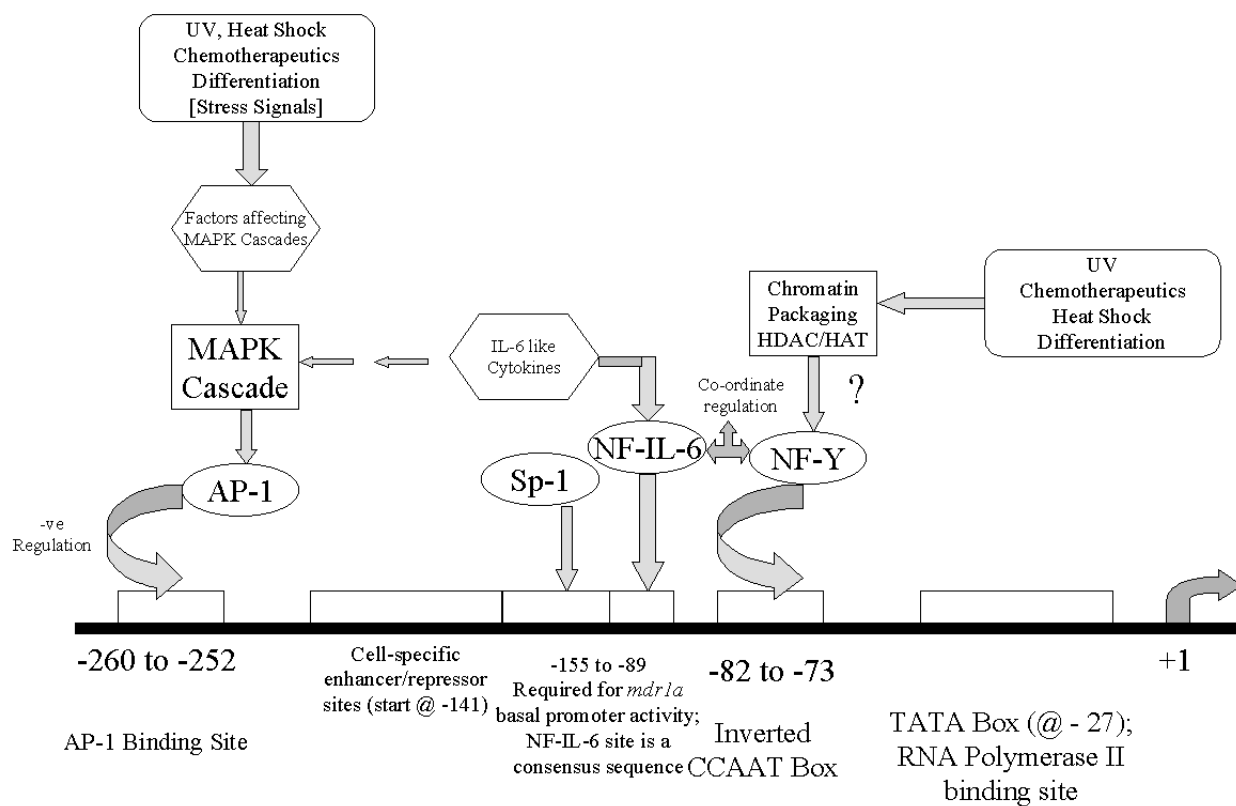 UV, Heat Shock
Chemotherapeutics
Differentiation
[Stress Signals]
Factors affecting
MAPK Cascades
MAPK
Cascade
AP-1
-ve
Regulation
IL-6 like
Cytokines
Sp-1
NF-IL-6
Co-ordinate
regulation
Chromatin
Packaging
HDAC/HAT
?
NF-Y
UV
Chemotherapeutics
Heat Shock
Differentiation
-260 to -252
AP-1 Binding Site
Cell-specific
enhancer/repressor
sites (start @ -141)
-155 to -89
Required for mdr1a
basal promoter activity;
NF-IL-6 site is a
consensus sequence
-82 to -73
Inverted
CCAAT Box
TATA Box (@ - 27);
RNA Polymerase II
binding site
+1